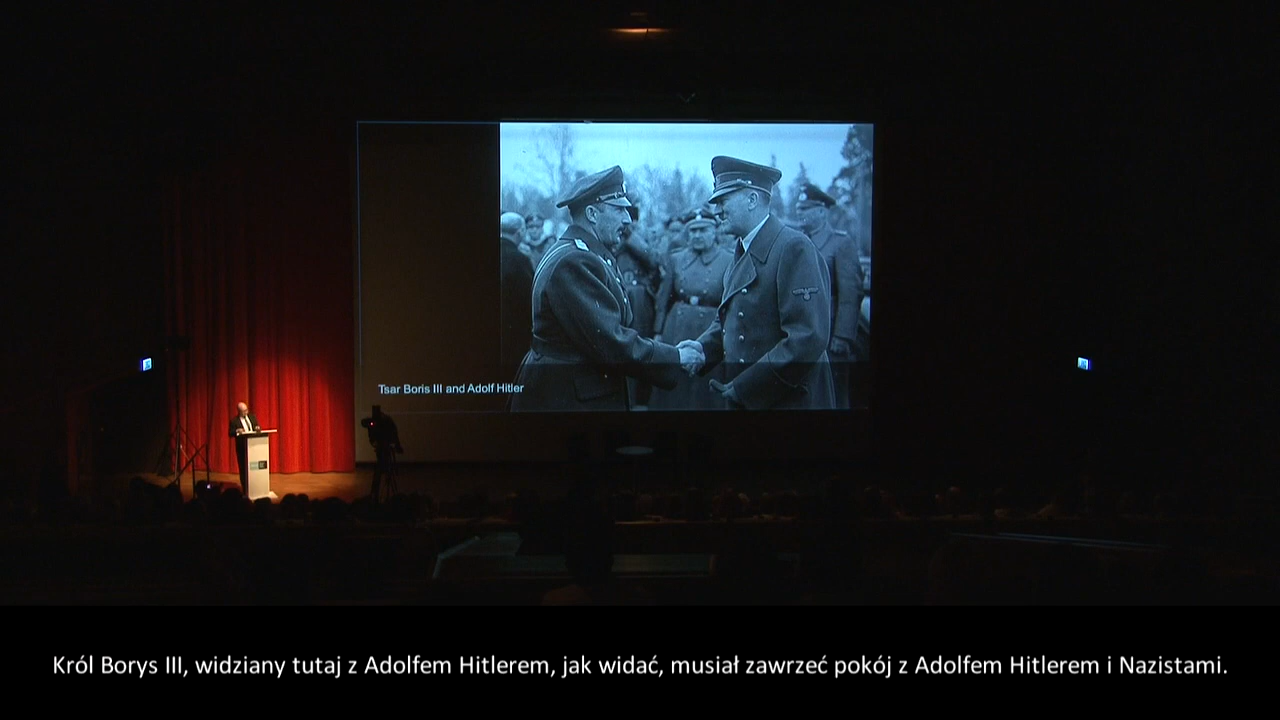 Tsar Boris III and Adolf Hitler
Król Borys III, widziany tutaj z Adolfem Hitlerem, jak widać, musiał zawrzeć pokój z Adolfem Hitlerem i Nazistami.